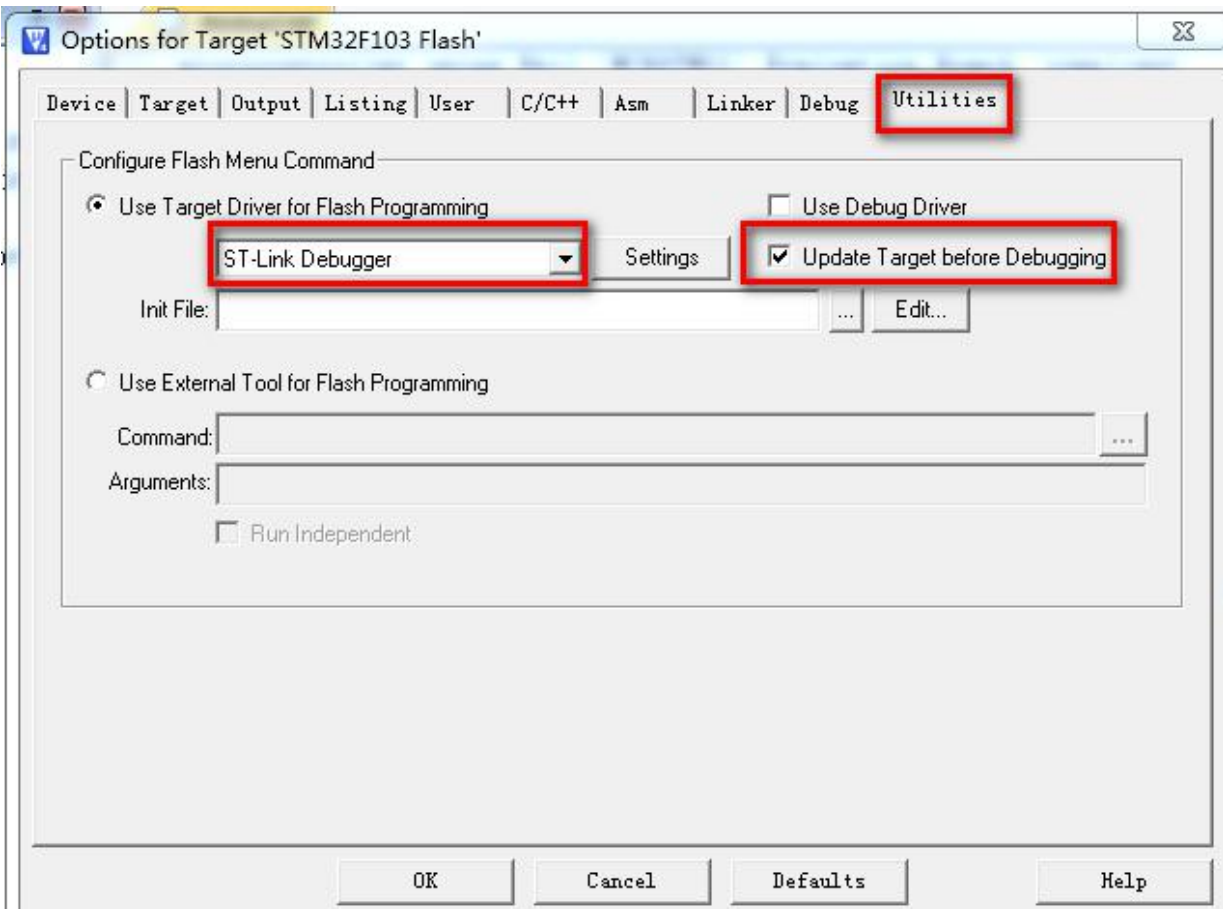 Options for Target 'STM32F103 Flash'
Device Target Output Listing User C/C++ Asm Linker Debug Utilities
Configure Flash Menu Command
Use Target Driver for Flash Programming Use Debug Driver
ST-Link Debugger Settings Update Target before Debugging
Init File: ... Edit...
Use External Tool for Flash Programming
Command: ...
Arguments:
Run Independent
OK Cancel Defaults Help